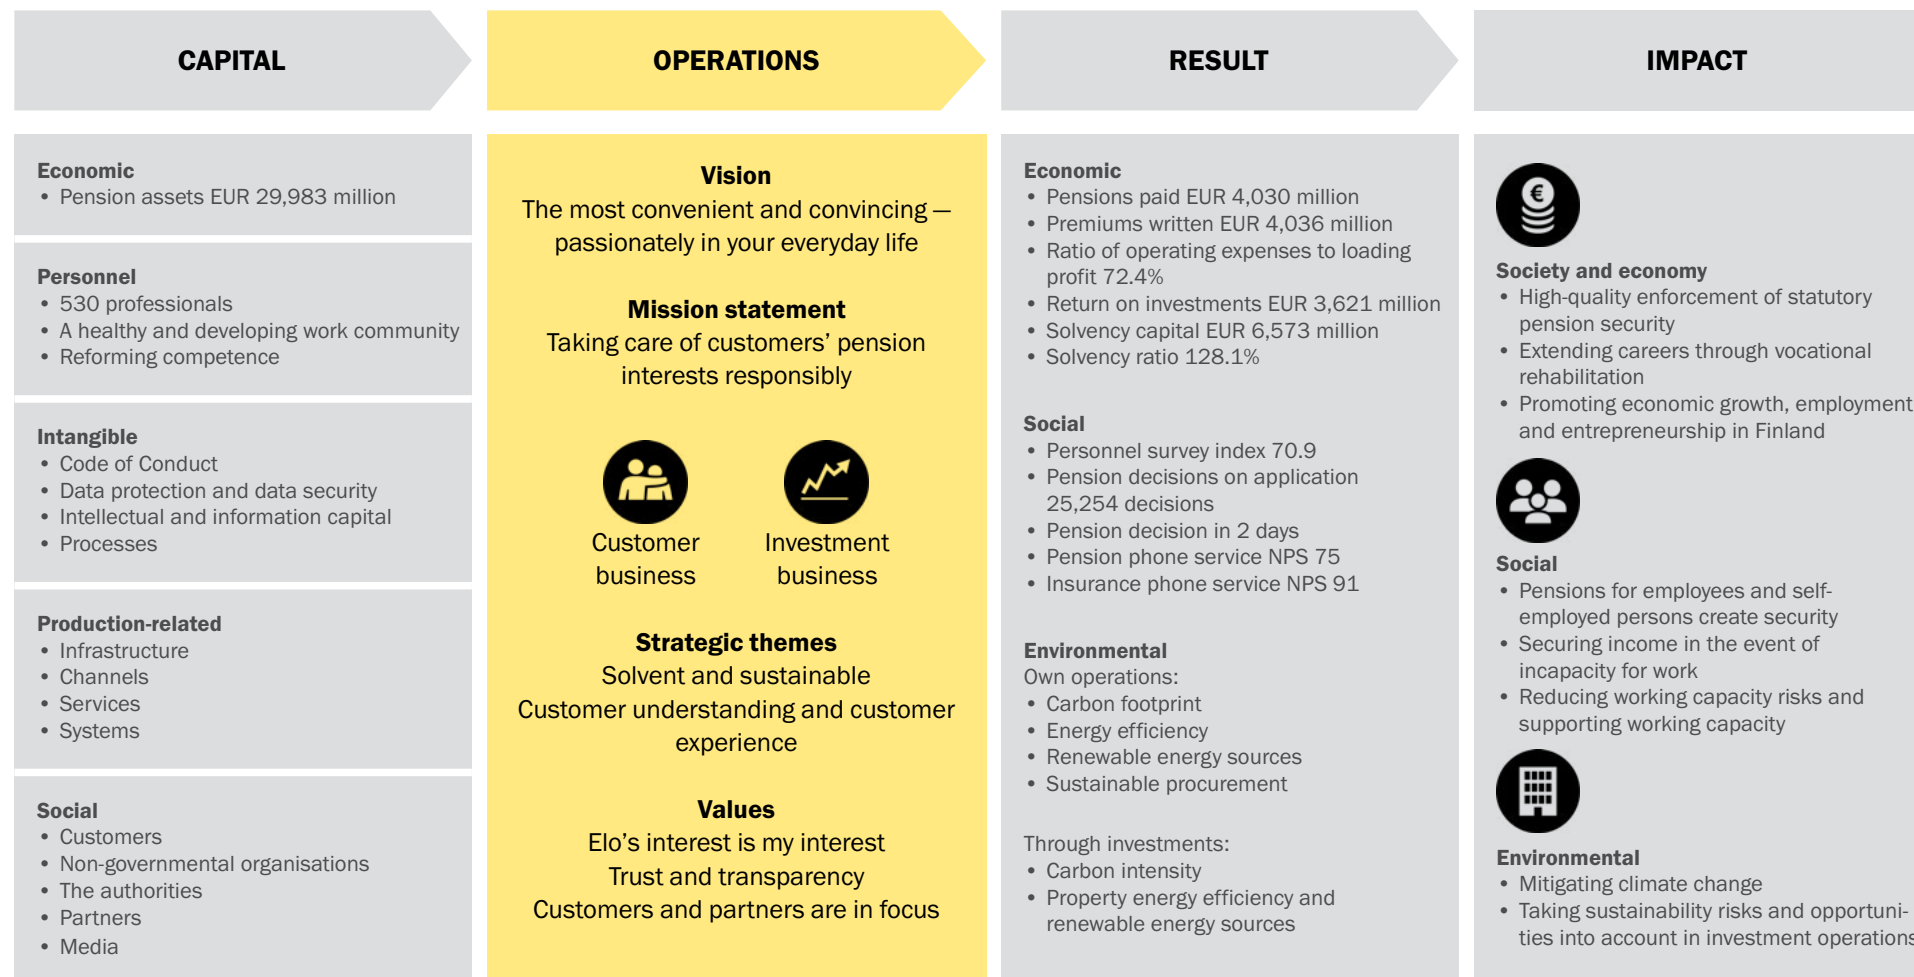 CAPITAL
OPERATIONS
RESULT
IMPACT
Economic
• Pension assets EUR 29,983 million
Personnel
• 530 professionals
• A healthy and developing work community
• Reforming competence
Intangible
• Code of Conduct
• Data protection and data security
• Intellectual and information capital
• Processes
Production-related
• Infrastructure
• Channels
• Services
• Systems
Social
• Customers
• Non-governmental organisations
• The authorities
• Partners
• Media
Vision
The most convenient and convincing —
passionately in your everyday life
Mission statement
Taking care of customers’ pension
interests responsibly
Customer
business
Investment
business
Strategic themes
Solvent and sustainable
Customer understanding and customer
experience
Values
Elo’s interest is my interest
Trust and transparency
Customers and partners are in focus
Economic
• Pensions paid EUR 4,030 million
• Premiums written EUR 4,036 million
• Ratio of operating expenses to loading
profit 72.4%
• Return on investments EUR 3,621 million
• Solvency capital EUR 6,573 million
• Solvency ratio 128.1%
Social
• Personnel survey index 70.9
• Pension decisions on application
25,254 decisions
• Pension decision in 2 days
• Pension phone service NPS 75
• Insurance phone service NPS 91
Environmental
Own operations:
• Carbon footprint
• Energy efficiency
• Renewable energy sources
• Sustainable procurement
Through investments:
• Carbon intensity
• Property energy efficiency and
renewable energy sources
€
Society and economy
• High-quality enforcement of statutory
pension security
• Extending careers through vocational
rehabilitation
• Promoting economic growth, employment
and entrepreneurship in Finland
Social
• Pensions for employees and self-
employed persons create security
• Securing income in the event of
incapacity for work
• Reducing working capacity risks and
supporting working capacity
Environmental
• Mitigating climate change
• Taking sustainability risks and opportuni-
ties into account in investment operations